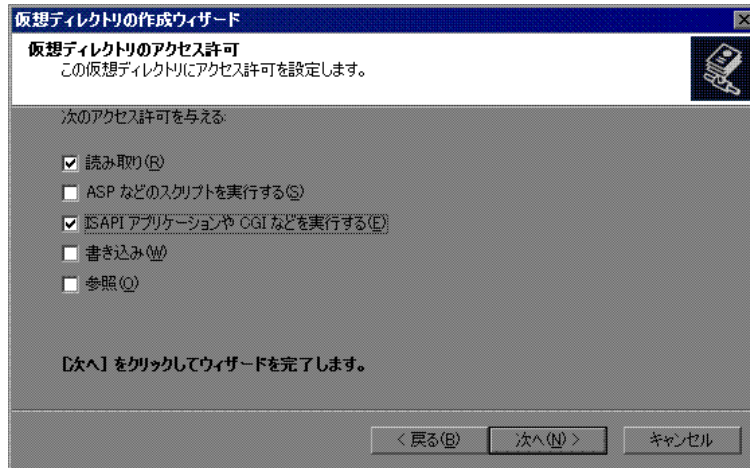 仮想ディレクトリの作成ウィザード
仮想ディレクトリのアクセス許可
この仮想ディレクトリにアクセス許可を設定します。
次のアクセス許可を与える:
読み取り(R)
ASP などのスクリプトを実行する(S)
ISAPI アプリケーションや CGI などを実行する(E)
書き込み(W)
参照(O)
[次へ] をクリックしてウィザードを完了します。
< 戻る(B)
次へ(N) >
キャンセル